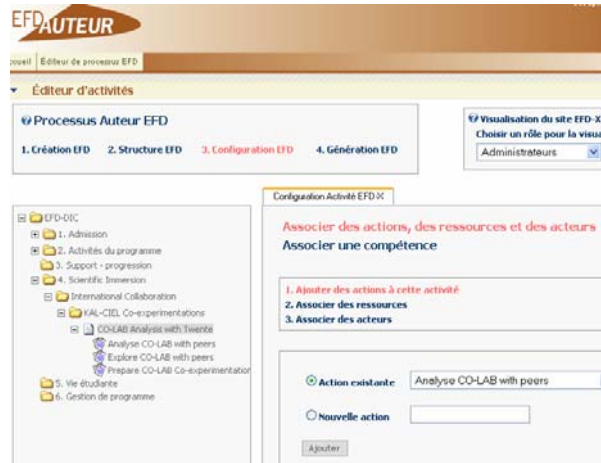 EFD AUTEUR
Éditeur de processus EFD
Éditeur d'activités
Processus Auteur EFD
1. Création EFD 2. Structure EFD 3. Configuration EFD 4. Génération EFD
Visualisation du site EFD-X
Choisir un rôle pour la
Administrateurs
Configuration Activité EFD X
EFD-DIC
1. Admission
2. Activités du programme
3. Support - progression
4. Scientific Immersion
International Collaboration
KAL-CIEL Co-experimentations
CO-LAB Analysis with Twente
Analyse CO-LAB with peers
Explore CO-LAB with peers
Prepare CO-LAB Co-experimentation
5. Vie étudiante
6. Gestion de programme
Associer des actions, des ressources et des acteurs
Associer une compétence
1. Ajouter des actions à cette activité
2. Associer des ressources
3. Associer des acteurs
Action existante Analyse CO-LAB with peers
Nouvelle action
Ajouter